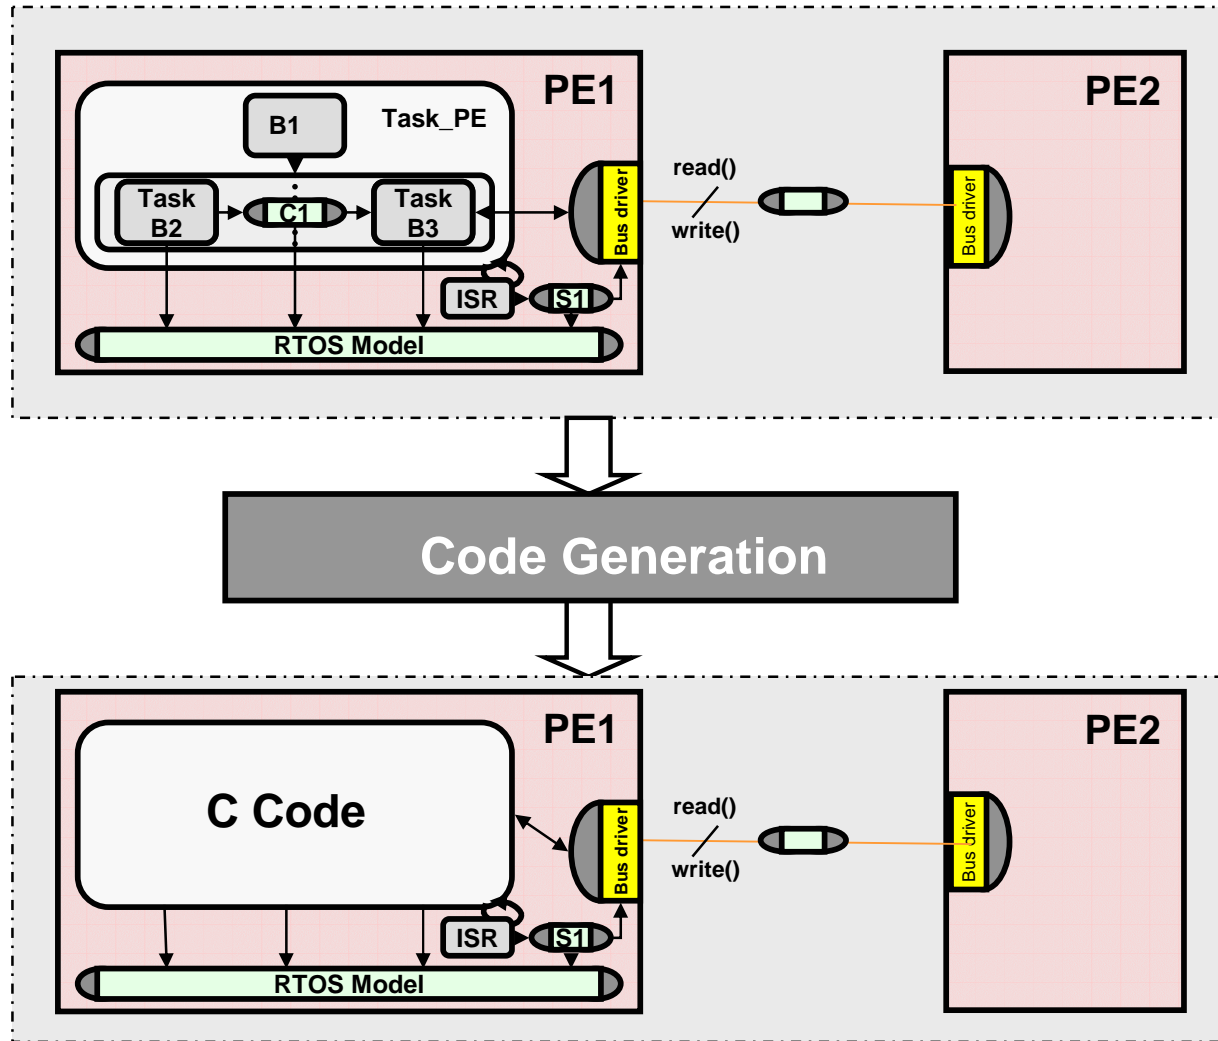 PE1
PE2
Task_PE
B1
Task
B2
C1
Task
B3
Bus driver
read()
write()
Bus driver
ISR
S1
RTOS Model
Code Generation
PE1
PE2
C Code
Bus driver
read()
write()
Bus driver
ISR
S1
RTOS Model